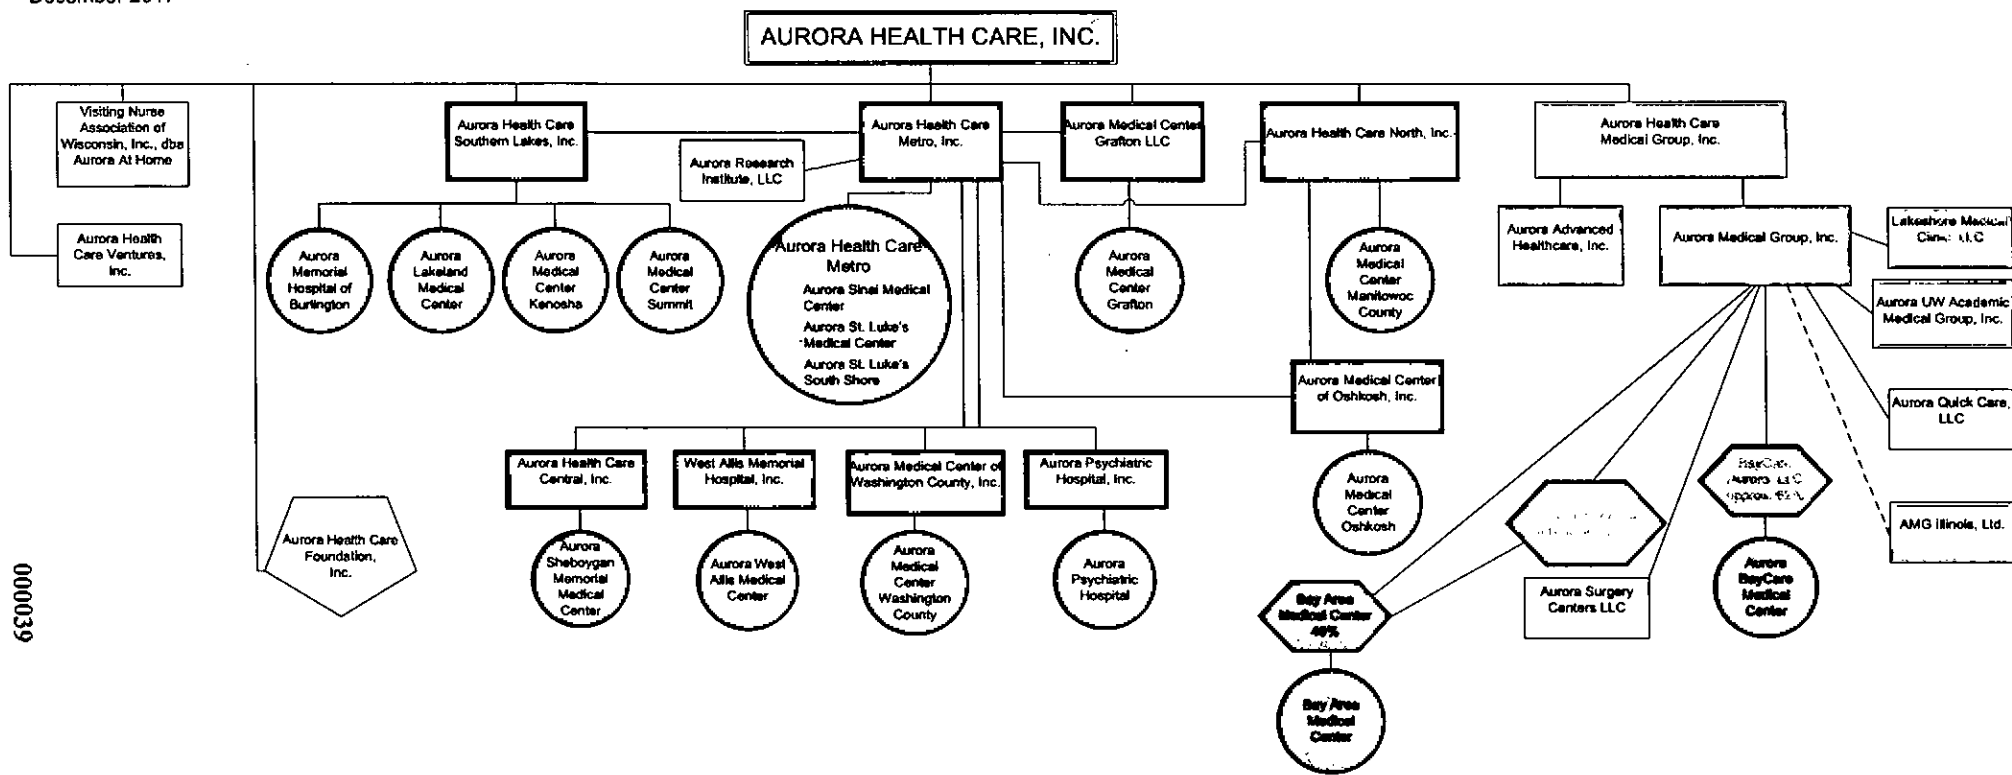 AURORA HEALTH CARE, INC.
Visiting Nurse
Association of
Wisconsin, Inc., dba
Aurora At Home
Aurora Health
Care Ventures,
Inc.
Aurora Health Care
Southern Lakes, Inc.
Aurora Research
Institute, LLC
Aurora Health Care
Metro, Inc.
Aurora Medical Center
Grafton LLC
Aurora Health Care North, Inc.
Aurora Health Care
Medical Group, Inc.
Aurora Advanced
Healthcare, Inc.
Aurora Medical Group, Inc.
Lakeshore Medical
LLC
Aurora UW Academic
Medical Group, Inc.
Aurora Quick Care,
LLC
AMG Illinois, Ltd.
Aurora
Memorial
Hospital of
Burlington
Aurora
Lakeland
Medical
Center
Aurora
Medical
Center
Kenosha
Aurora
Medical
Center
Summit
Aurora Health Care
Metro
Aurora Sinai Medical
Center
Aurora St. Luke's
Medical Center
Aurora St. Luke's
South Shore
Aurora
Medical
Center
Grafton
Aurora
Medical
Center
Manitowoc
County
Aurora Medical Center
of Oshkosh, Inc.
Aurora
Medical
Center
Oshkosh
Aurora Health Care
Central, Inc.
West Allis Memorial
Hospital, Inc.
Aurora Medical Center of
Washington County, Inc.
Aurora Psychiatric
Hospital, Inc.
Aurora
Sheboygan
Memorial
Medical
Center
Aurora West
Allis Medical
Center
Aurora
Medical
Center
Washington
County
Aurora
Psychiatric
Hospital
Aurora Health Care
Foundation,
Inc.
Bay Area
Medical Center
49%
Bay Area
Medical
Center
Aurora Surgery
Centers LLC
BayCare
Aurora, LLC
Aurora
BayCare
Medical
Center
000039